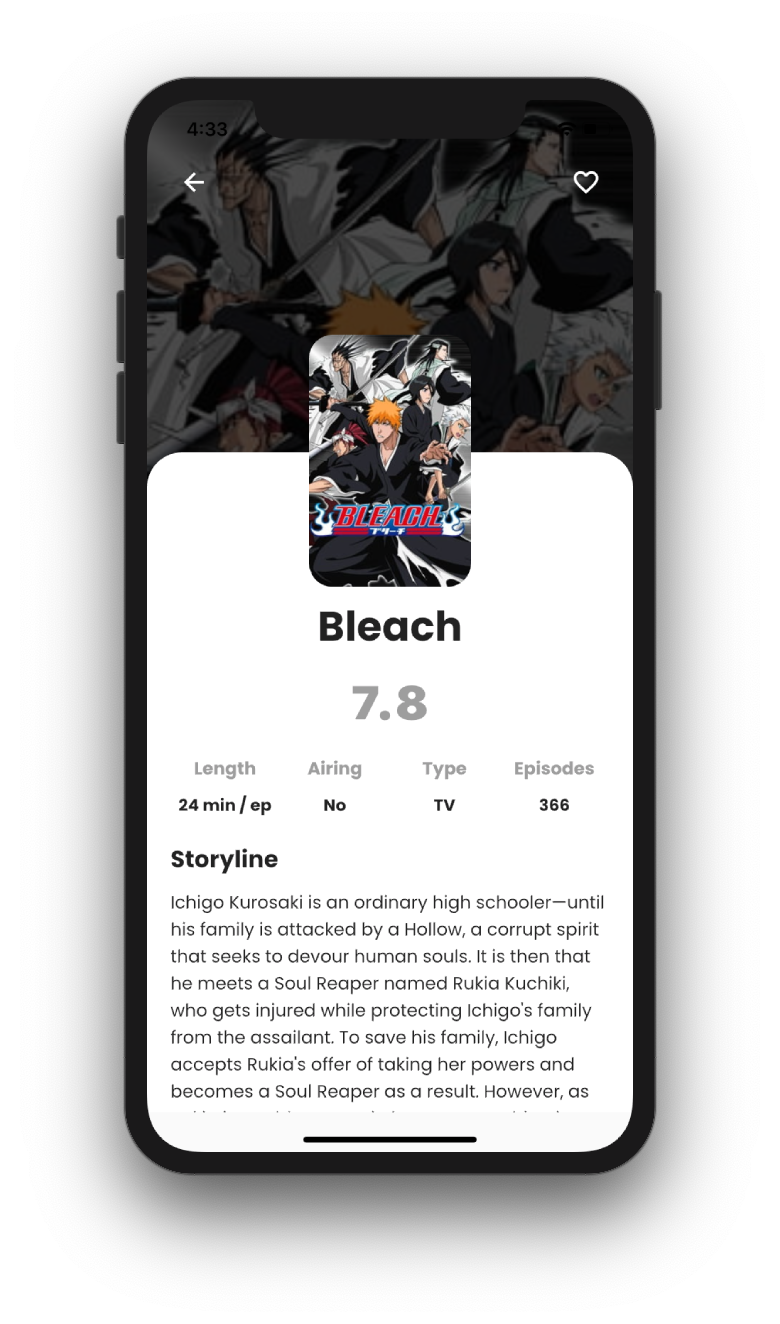 4:33
BLEACH
ブリーチ
Bleach
7.8
Length Airing Type Episodes
24 min / ep No TV 366
Storyline
Ichigo Kurosaki is an ordinary high schooler—until
his family is attacked by a Hollow, a corrupt spirit
that seeks to devour human souls. It is then that
he meets a Soul Reaper named Rukia Kuchiki,
who gets injured while protecting Ichigo's family
from the assailant. To save his family, Ichigo
accepts Rukia's offer of taking her powers and
becomes a Soul Reaper as a result. However, as